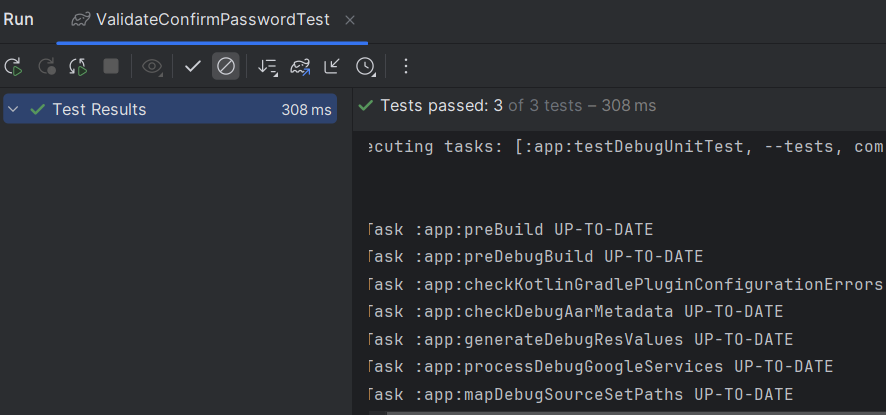 Run
ValidateConfirmPasswordTest
Test Results 308 ms
Tests passed: 3 of 3 tests – 308 ms
ecuting tasks: [:app:testDebugUnitTest, --tests, com
Task :app:preBuild UP-TO-DATE
Task :app:preDebugBuild UP-TO-DATE
Task :app:checkKotlinGradlePluginConfigurationErrors
Task :app:checkDebugAarMetadata UP-TO-DATE
Task :app:generateDebugResValues UP-TO-DATE
Task :app:processDebugGoogleServices UP-TO-DATE
Task :app:mapDebugSourceSetPaths UP-TO-DATE